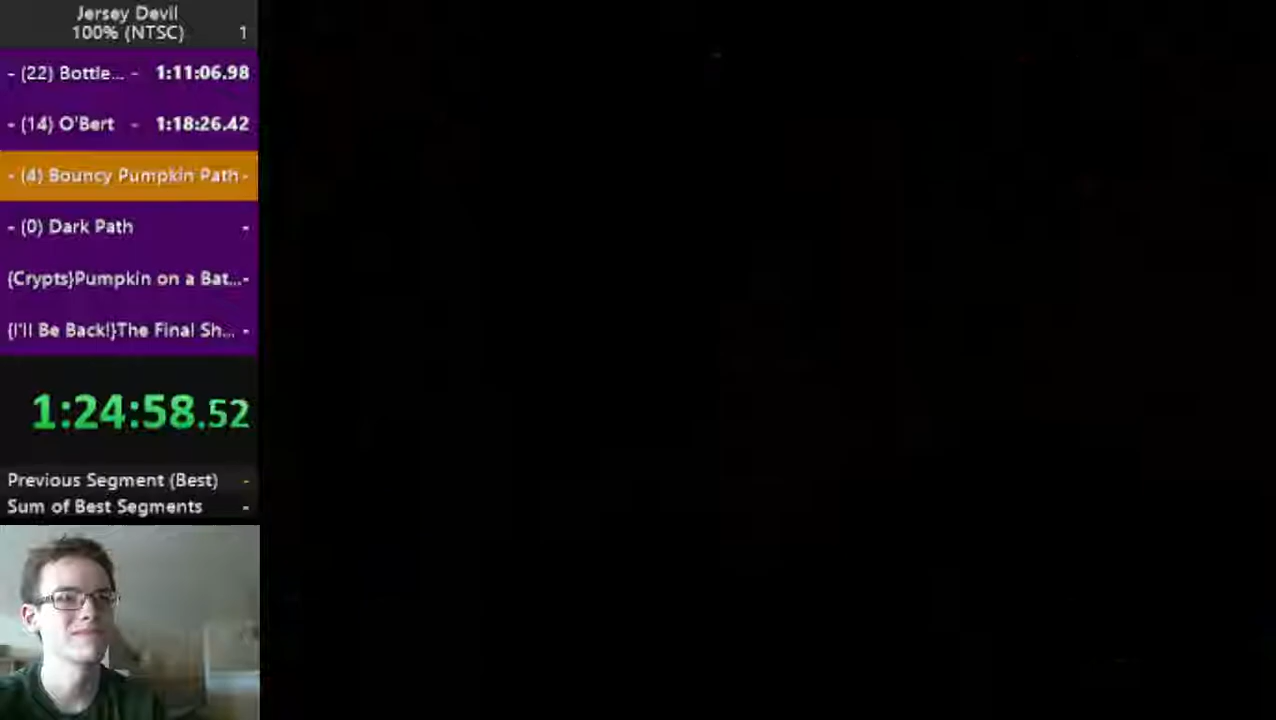 Jersey Devil
100% (NTSC) 1
- (22) Bottle... - 1:11:06.98
- (14) O'Bert - 1:18:26.42
- (4) Bouncy Pumpkin Path -
- (0) Dark Path -
{Crypts}Pumpkin on a Bat...-
{I'll Be Back!}The Final Sh... -
1:24:58.52
Previous Segment (Best) -
Sum of Best Segments -